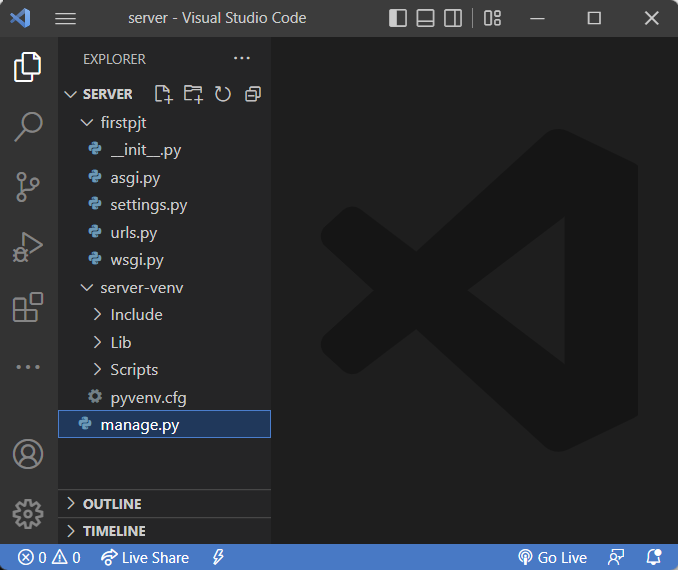 server - Visual Studio Code
EXPLORER
SERVER
firstpjt
__init__.py
asgi.py
settings.py
urls.py
wsgi.py
server-venv
Include
Lib
Scripts
pyvenv.cfg
manage.py
OUTLINE
TIMELINE
0 0 Live Share Go Live